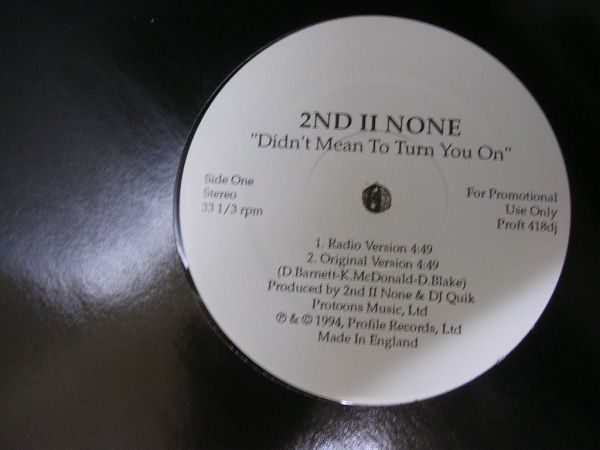 2ND II NONE
"Didn't Mean To Turn You On"
Side One
Stereo
33 1/3 rpm
For Promotional
Use Only
Proft 418dj
1. Radio Version 4:49
2. Original Version 4:49
(D.Barnett-K.McDonald-D.Blake)
Produced by 2nd II None & DJ Quik
Protoons Music, Ltd
℗ & © 1994, Profile Records, Ltd
Made In England